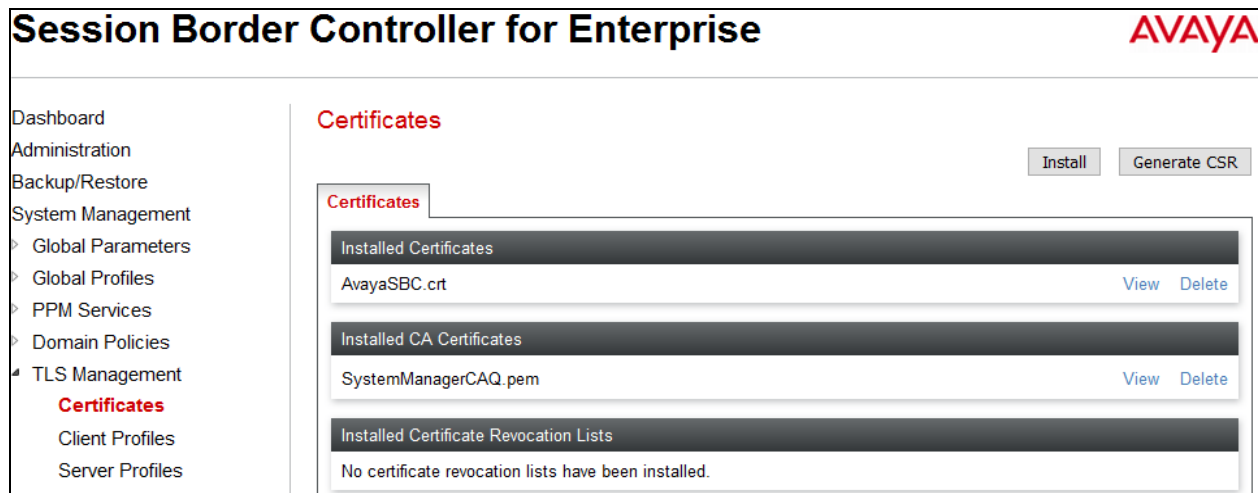 Session Border Controller for Enterprise
AVAYA
Dashboard
Administration
Backup/Restore
System Management
Global Parameters
Global Profiles
PPM Services
Domain Policies
TLS Management
Certificates
Client Profiles
Server Profiles
Certificates
Install Generate CSR
Certificates
Installed Certificates
AvayaSBC.crt View Delete
Installed CA Certificates
SystemManagerCAQ.pem View Delete
Installed Certificate Revocation Lists
No certificate revocation lists have been installed.